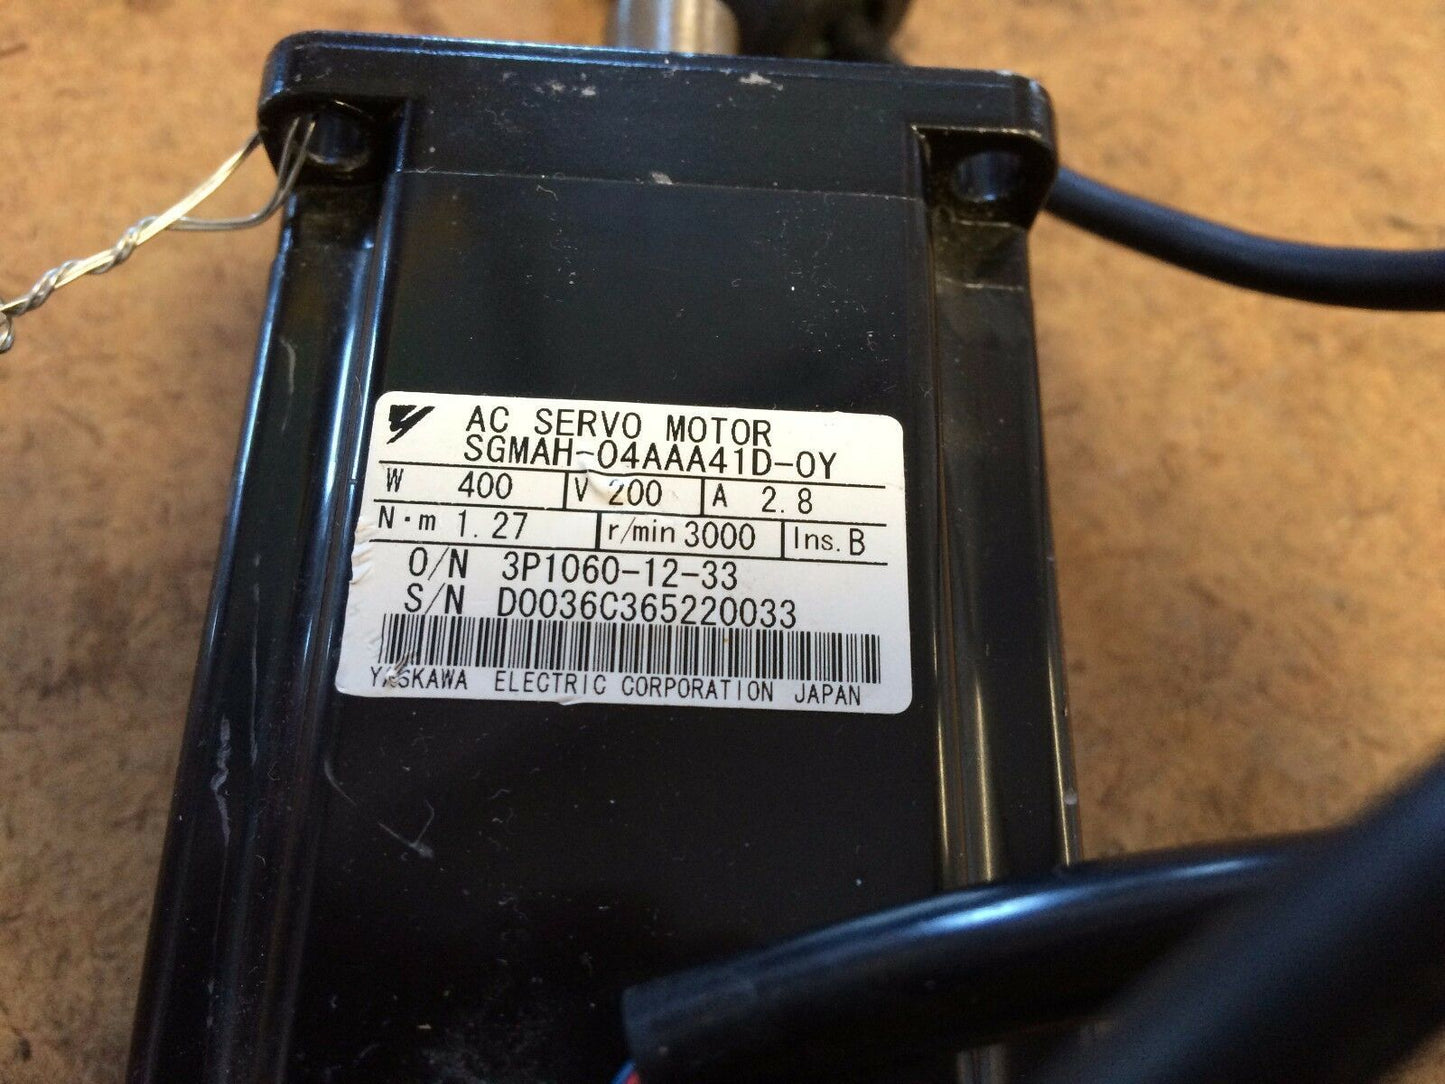 AC SERVO MOTOR
SGMAH-04AAA41D-0Y
W 400 V 200 A 2.8
N·m 1.27 r/min 3000 Ins. B
O/N 3P1060-12-33
S/N D0036C365220033
YASKAWA ELECTRIC CORPORATION JAPAN